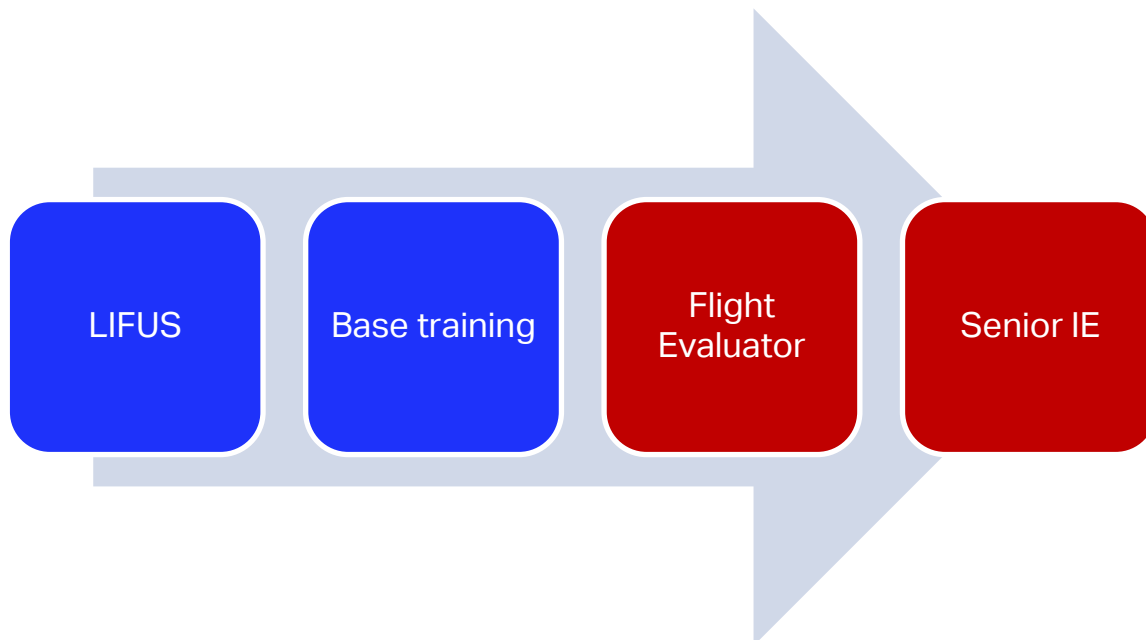 LIFUS
Base training
Flight
Evaluator
Senior IE